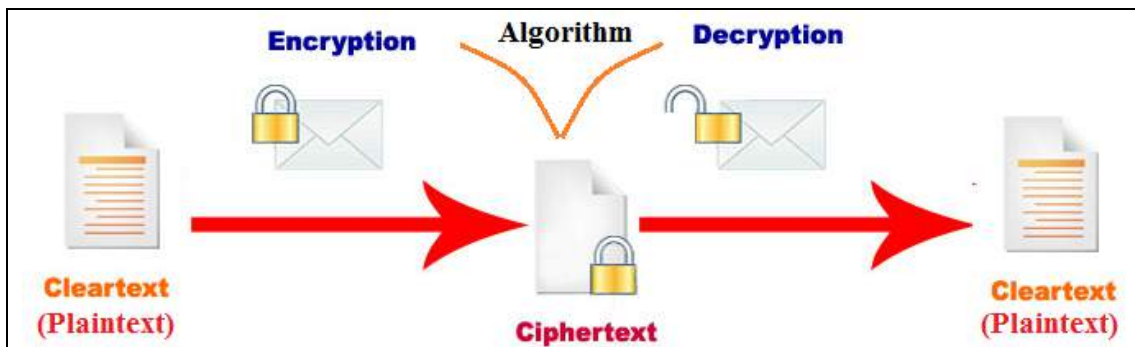 Encryption
Algorithm
Decryption
Cleartext
(Plaintext)
Ciphertext
Cleartext
(Plaintext)